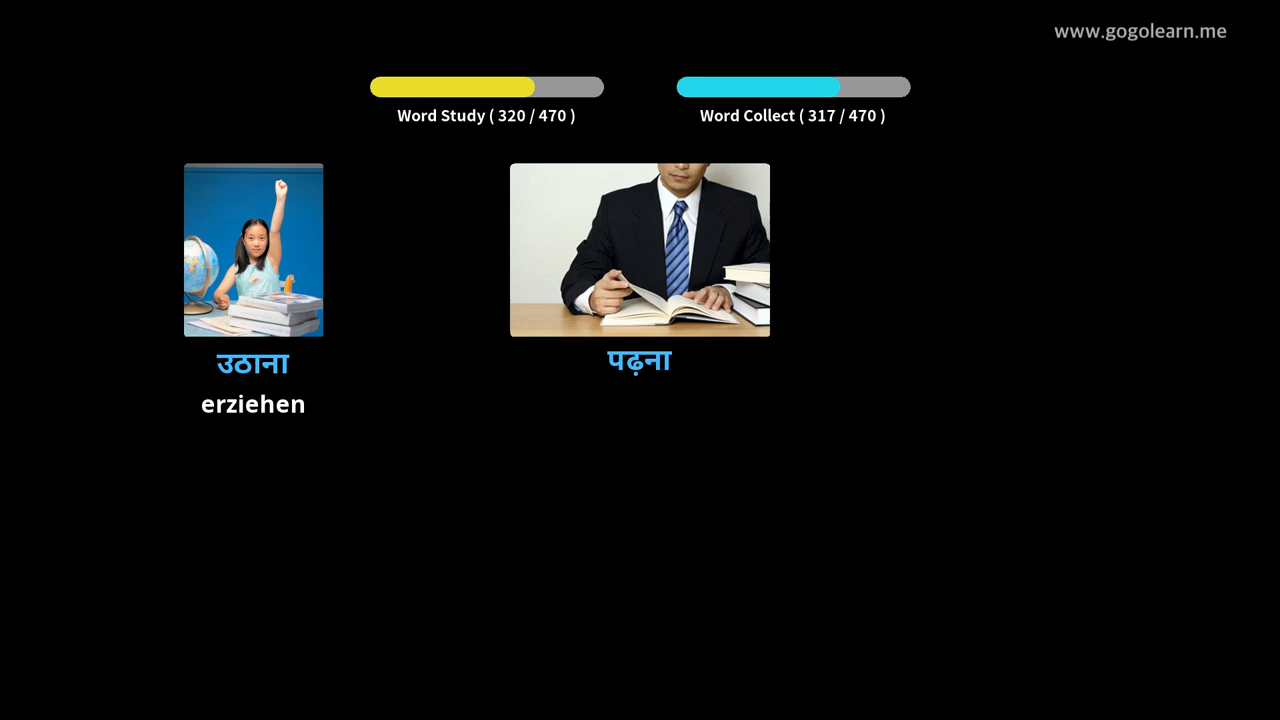 www.gogolearn.me
Word Study ( 320 / 470 )
Word Collect ( 317 / 470 )
उठाना
erziehen
पढ़ना